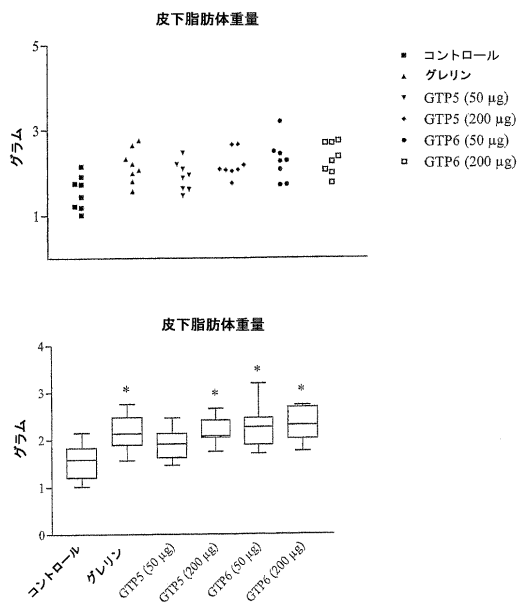 皮下脂肪体重量
5
3
1
グラム
コントロール
グレリン
GTP5 (50 µg)
GTP5 (200 µg)
GTP6 (50 µg)
GTP6 (200 µg)
皮下脂肪体重量
4
3
2
1
0
グラム
* * * *
コントロール
グレリン
GTP5 (50 µg)
GTP5 (200 µg)
GTP6 (50 µg)
GTP6 (200 µg)